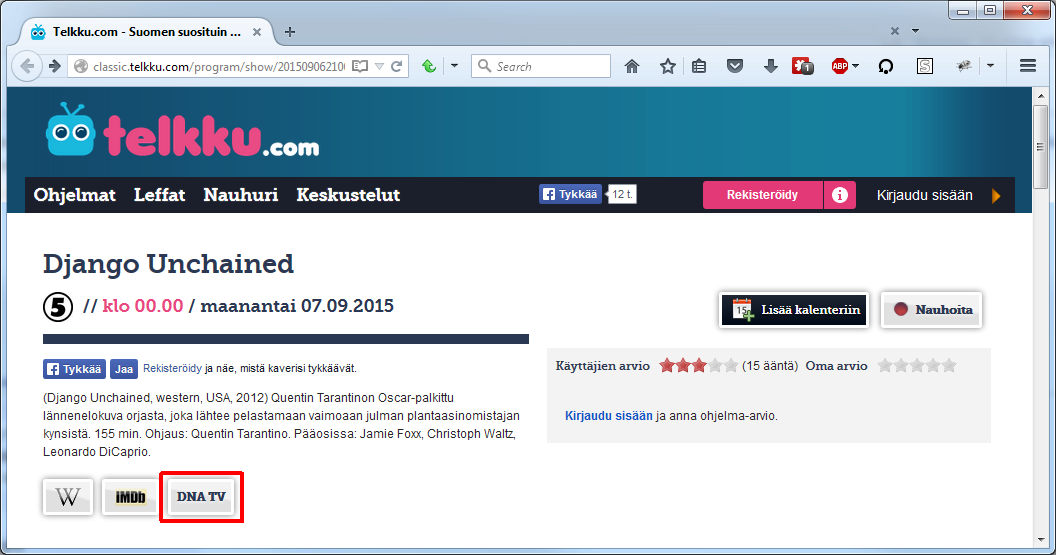 Telkku.com - Suomen suosituin ...
classic.telkku.com/program/show/2015090621​00
Search
1
ABP
S
telkku.com
Ohjelmat Leffat Nauhuri Keskustelut
Tykkää 12 t.
Rekisteröidy i
Kirjaudu sisään
Django Unchained
5 // klo 00.00 / maanantai 07.09.2015
15 Lisää kalenteriin
Nauhoita
Tykkää Jaa Rekisteröidy ja näe, mistä kaverisi tykkäävät.
Käyttäjien arvio (15 ääntä) Oma arvio
Kirjaudu sisään ja anna ohjelma-arvio.
(Django Unchained, western, USA, 2012) Quentin Tarantinon Oscar-palkittu
lännenelokuva orjasta, joka lähtee pelastamaan vaimoaan julman plantaasinomistajan
kynsistä. 155 min. Ohjaus: Quentin Tarantino. Pääosissa: Jamie Foxx, Christoph Waltz,
Leonardo DiCaprio.
W IMDb DNA TV